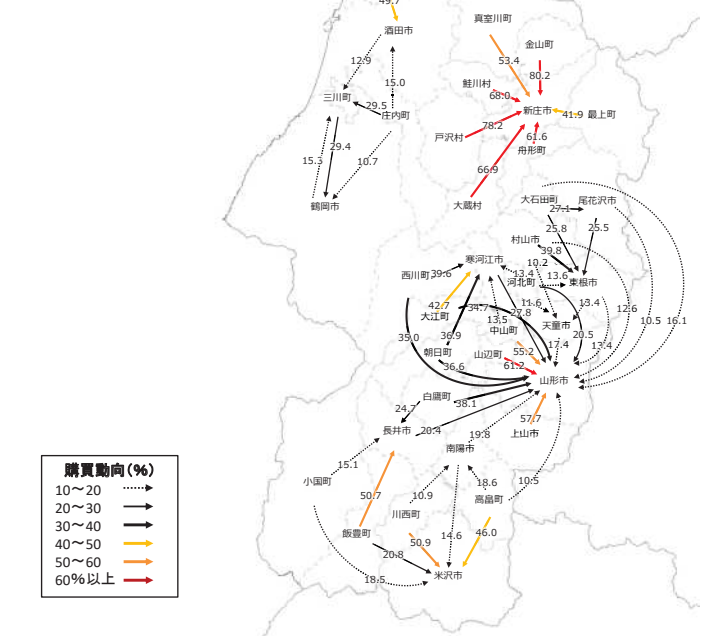 49.7
酒田市
真室川町
金山町
12.9
53.4
15.0
80.2
鮭川村
三川町
68.0
29.5
庄内町
新庄市
41.9
最上町
戸沢村
78.2
61.6
舟形町
29.4
15.3
10.7
66.9
鶴岡市
大蔵村
大石田町
尾花沢市
27.1
25.8
25.5
村山市
39.8
寒河江市
10.2
西川町
39.6
13.4
河北町
13.6
東根市
42.7
34.7
11.6
13.4
12.6
大江町
13.5
27.8
10.5
16.1
中山町
天童市
35.0
36.9
20.5
17.4
13.4
朝日町
山辺町
55.2
36.6
61.2
山形市
白鷹町
24.7
38.1
57.7
長井市
20.4
19.8
上山市
南陽市
購買動向(%)
10～20
20～30
30～40
40～50
50～60
60%以上
15.1
小国町
18.6
10.5
50.7
10.9
高畠町
川西町
飯豊町
14.6
46.0
50.9
20.8
米沢市
18.5